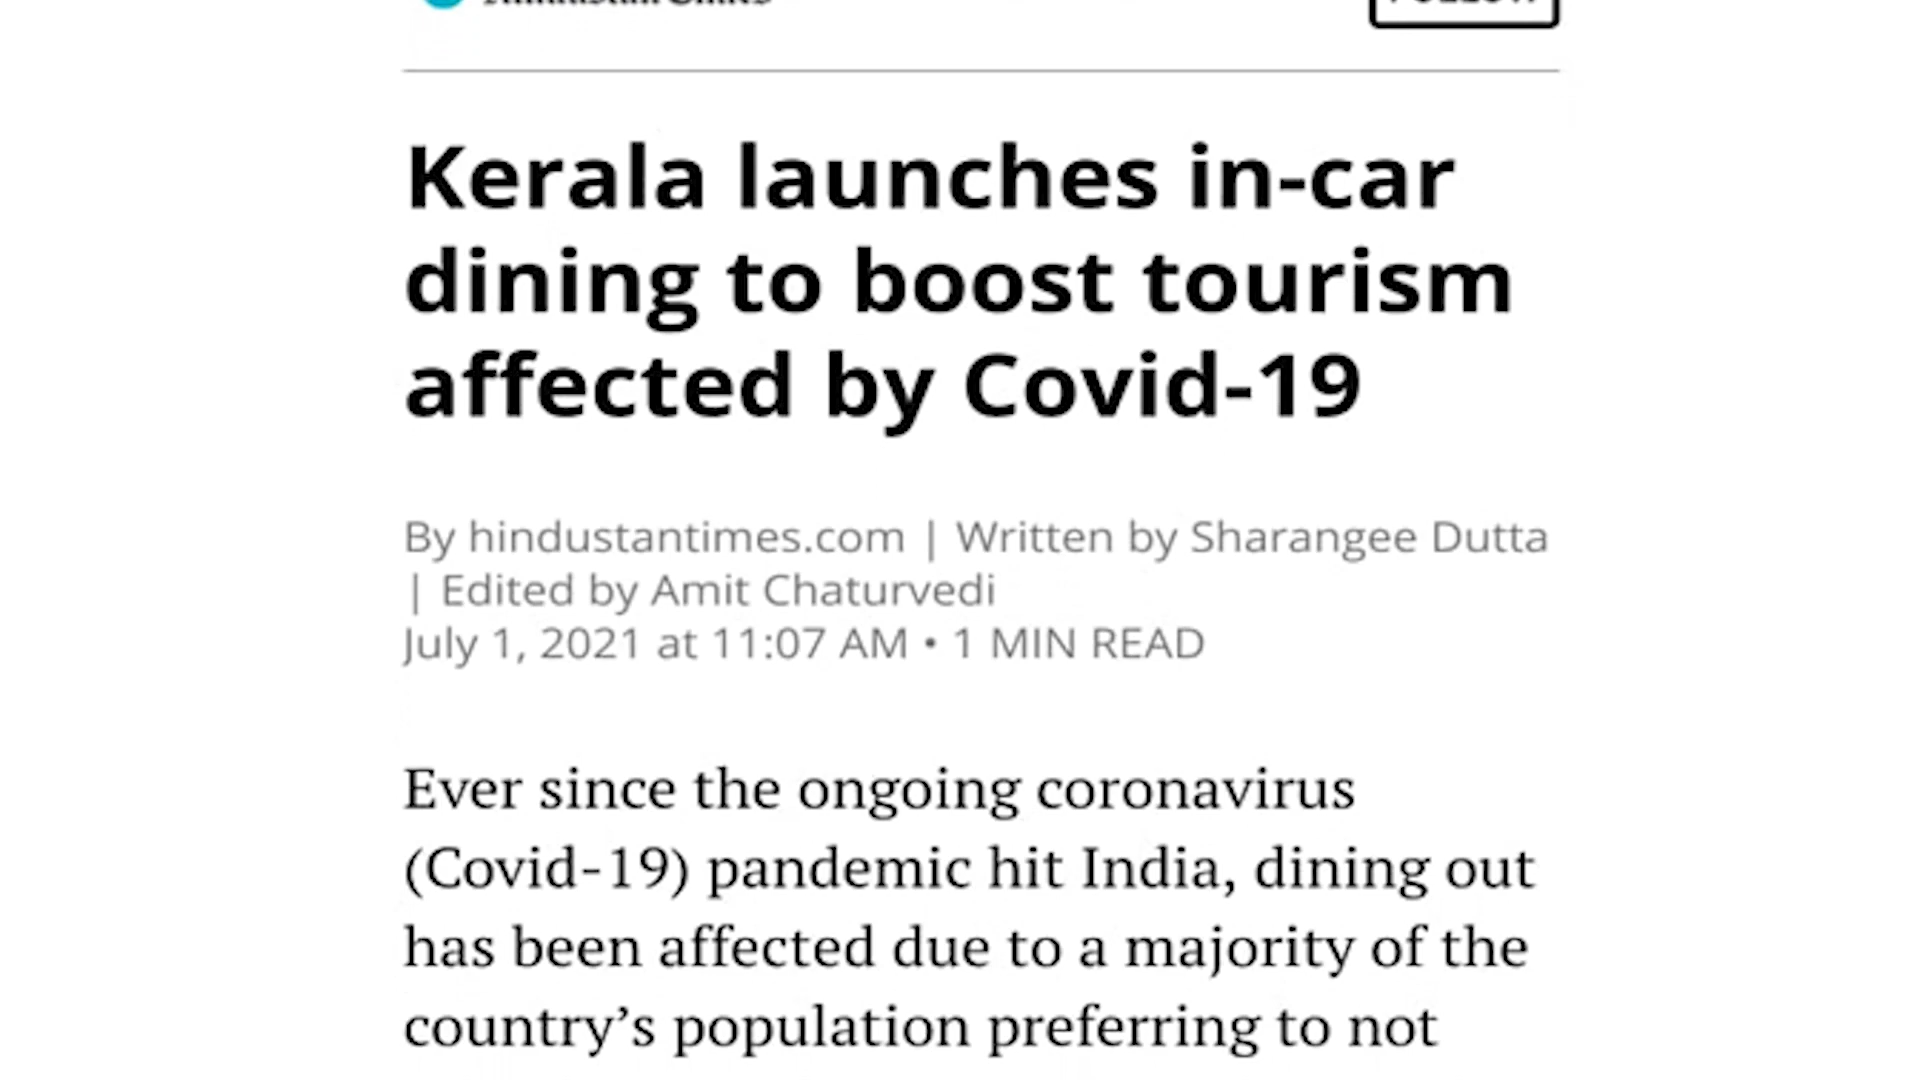 Kerala launches in-car
dining to boost tourism
affected by Covid-19
By hindustantimes.com | Written by Sharangee Dutta
| Edited by Amit Chaturvedi
July 1, 2021 at 11:07 AM • 1 MIN READ
Ever since the ongoing coronavirus
(Covid-19) pandemic hit India, dining out
has been affected due to a majority of the
country’s population preferring to not